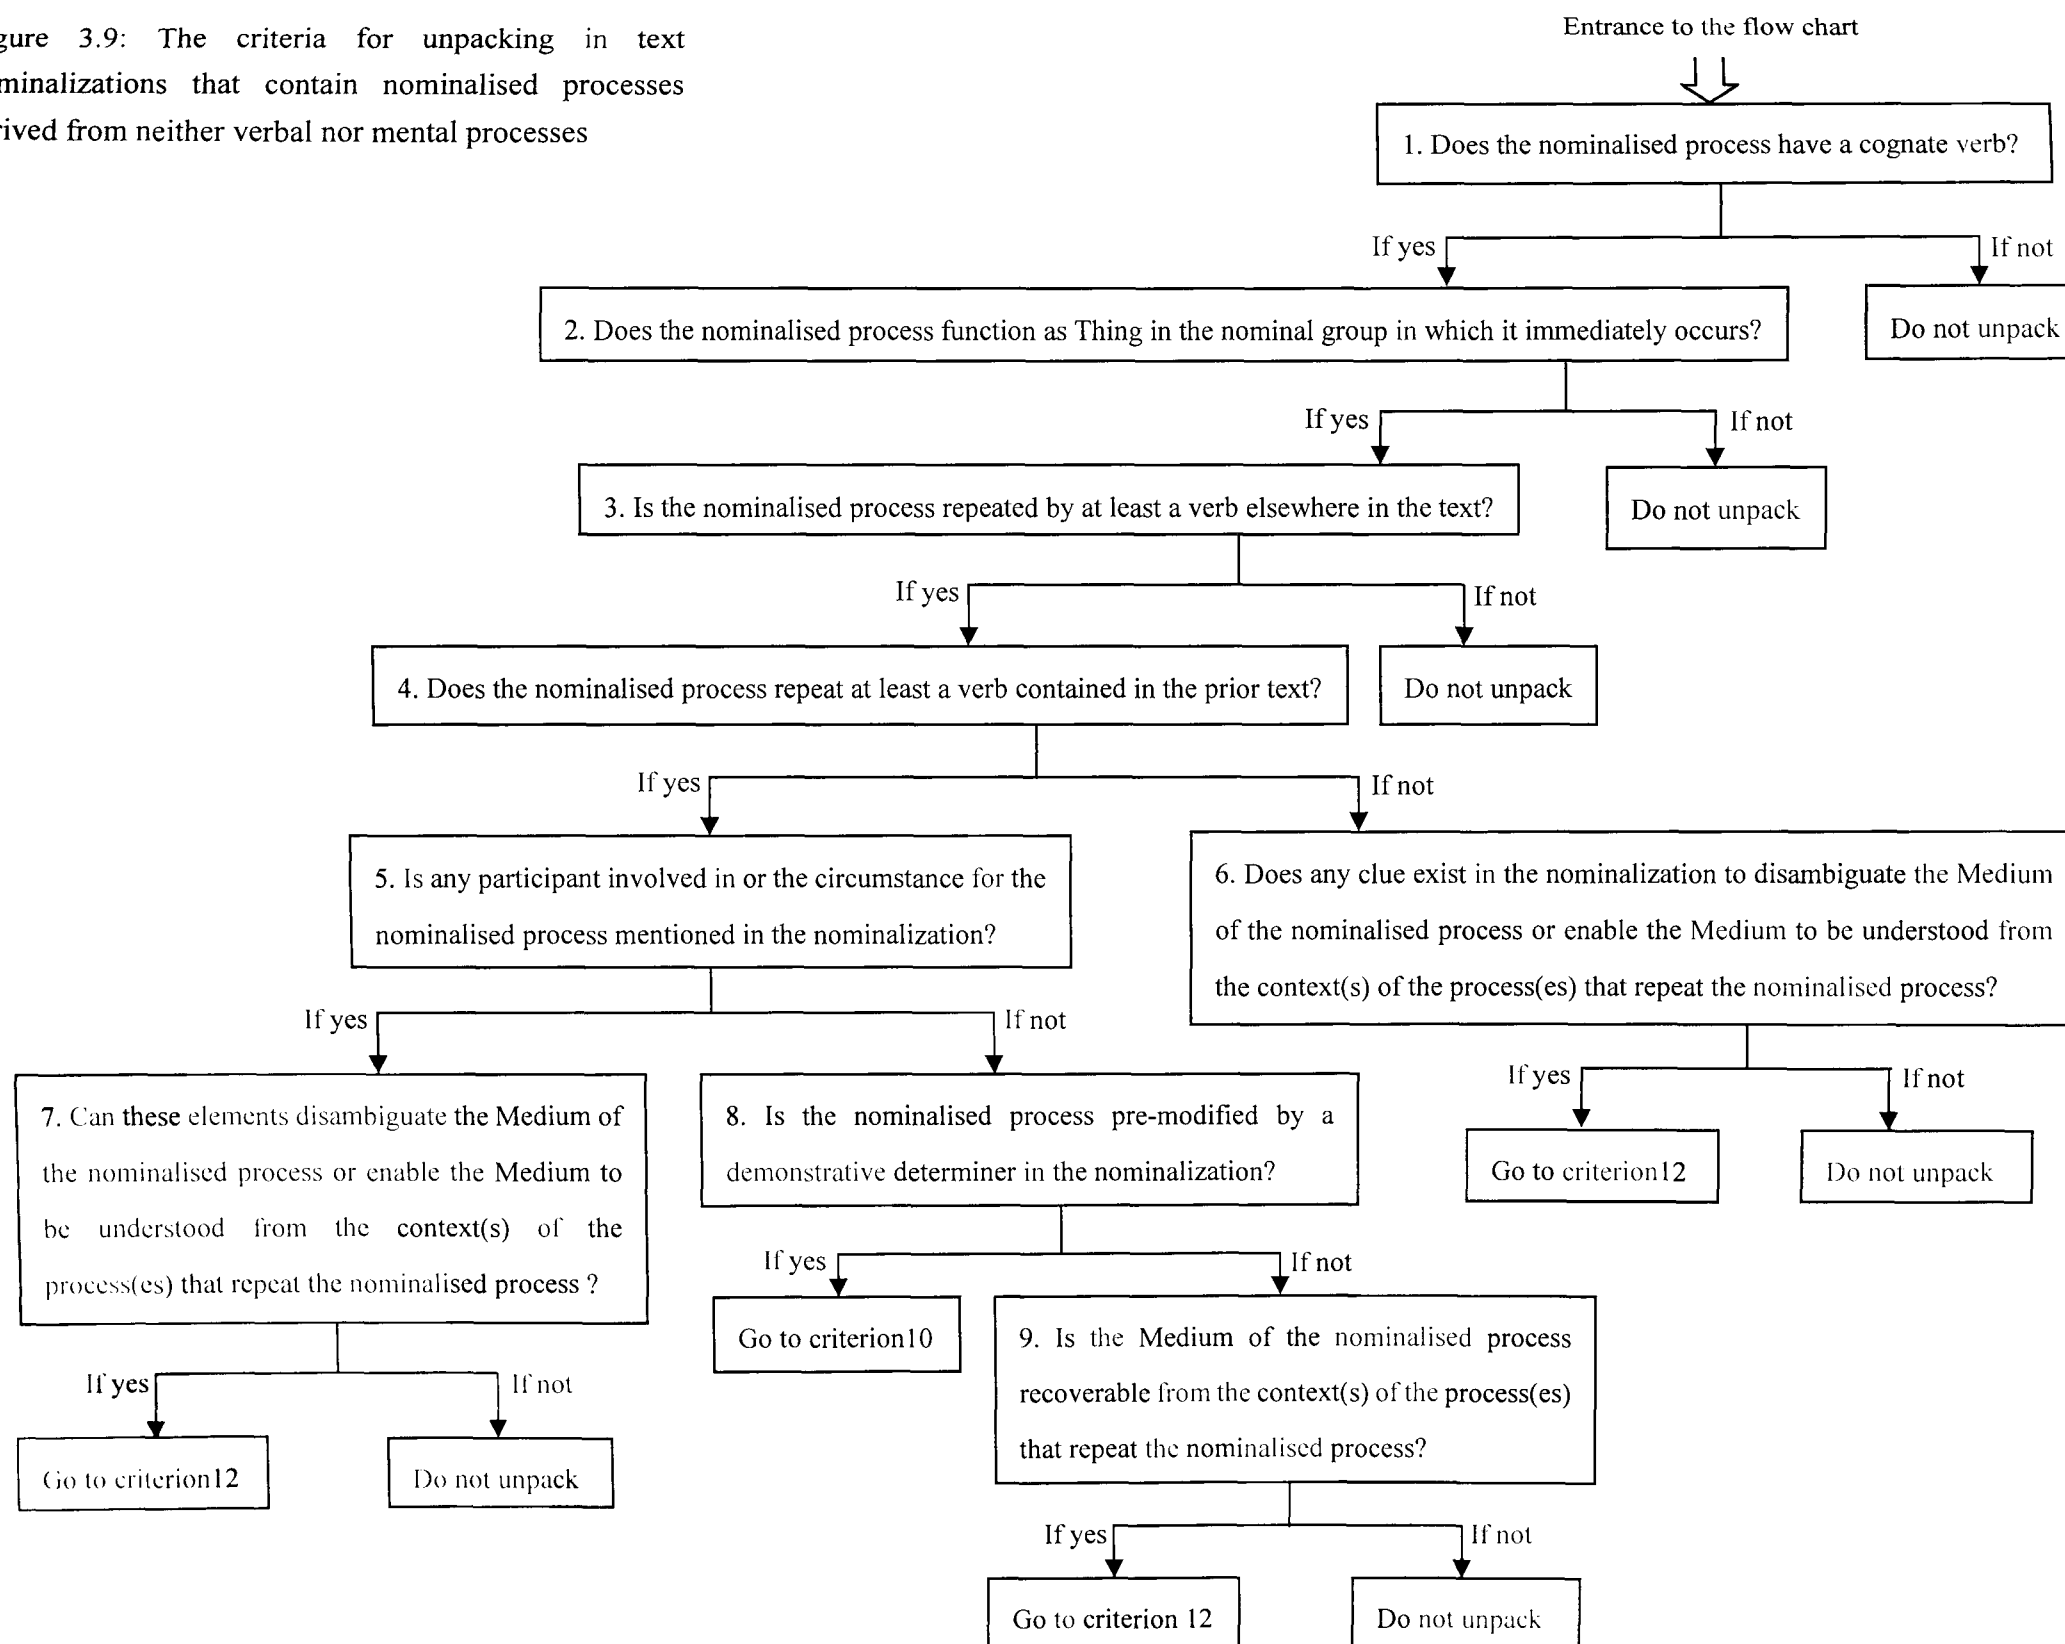 gure 3.9: The criteria for unpacking in text
minalizations that contain nominalised processes
rived from neither verbal nor mental processes
Entrance to the flow chart
1. Does the nominalised process have a cognate verb?
If yes
If not
2. Does the nominalised process function as Thing in the nominal group in which it immediately occurs?
Do not unpack
If yes
If not
3. Is the nominalised process repeated by at least a verb elsewhere in the text?
Do not unpack
If yes
If not
4. Does the nominalised process repeat at least a verb contained in the prior text?
Do not unpack
If yes
If not
5. Is any participant involved in or the circumstance for the
nominalised process mentioned in the nominalization?
6. Does any clue exist in the nominalization to disambiguate the Medium
of the nominalised process or enable the Medium to be understood from
the context(s) of the process(es) that repeat the nominalised process?
If yes
If not
If yes
If not
7. Can these elements disambiguate the Medium of
the nominalised process or enable the Medium to
be understood from the context(s) of the
process(es) that repeat the nominalised process ?
8. Is the nominalised process pre-modified by a
demonstrative determiner in the nominalization?
Go to criterion12
Do not unpack
If yes
If not
Go to criterion10
9. Is the Medium of the nominalised process
recoverable from the context(s) of the process(es)
that repeat the nominalised process?
If yes
If not
Go to criterion12
Do not unpack
If yes
If not
Go to criterion 12
Do not unpack